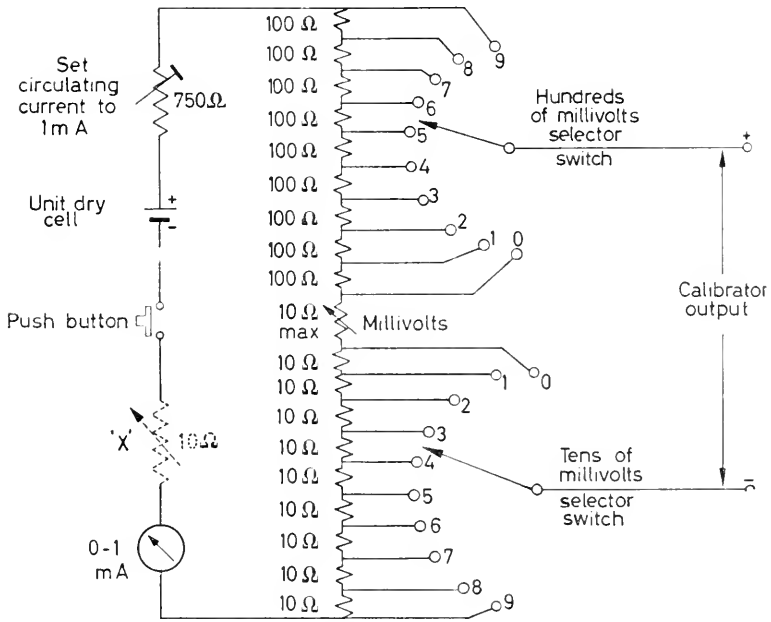 Set
circulating
current to
1mA
750Ω
Unit dry
cell
+
-
Push button
'X'
10Ω
0-1
mA
100 Ω
100 Ω
100 Ω
100 Ω
100 Ω
100 Ω
100 Ω
100 Ω
100 Ω
10 Ω
max
Millivolts
10 Ω
10 Ω
10 Ω
10 Ω
10 Ω
10 Ω
10 Ω
10 Ω
10 Ω
9
8
7
6
5
4
3
2
1
0
0
1
2
3
4
5
6
7
8
9
Hundreds
of millivolts
selector
switch
+
Calibrator
output
Tens of
millivolts
selector
switch
-